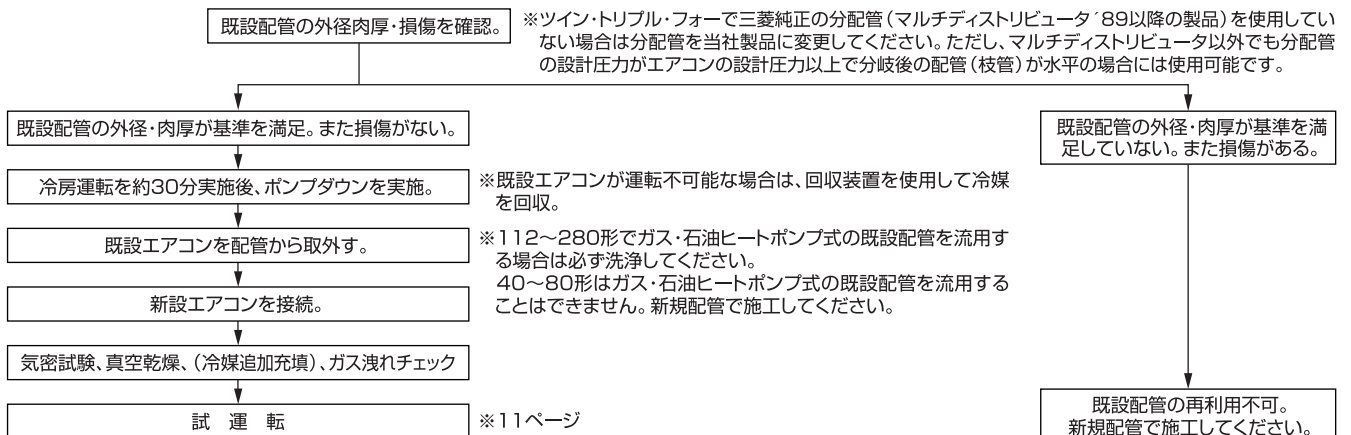 既設配管の外径肉厚・損傷を確認。
※ツイン・トリプル・フォーで三菱純正の分配管（マルチディストリビュータ´89以降の製品）を使用してい
ない場合は分配管を当社製品に変更してください。ただし、マルチディストリビュータ以外でも分配管
の設計圧力がエアコンの設計圧力以上で分岐後の配管（枝管）が水平の場合には使用可能です。
既設配管の外径・肉厚が基準を満足。また損傷がない。
冷房運転を約30分実施後、ポンプダウンを実施。
※既設エアコンが運転不可能な場合は、回収装置を使用して冷媒
を回収。
既設エアコンを配管から取外す。
※112～280形でガス・石油ヒートポンプ式の既設配管を流用す
る場合は必ず洗浄してください。
40～80形はガス・石油ヒートポンプ式の既設配管を流用する
ことはできません。新規配管で施工してください。
新設エアコンを接続。
気密試験、真空乾燥、（冷媒追加充填）、ガス洩れチェック
試　運　転
※11ページ
既設配管の外径・肉厚が基準を満
足していない。また損傷がある。
既設配管の再利用不可。
新規配管で施工してください。